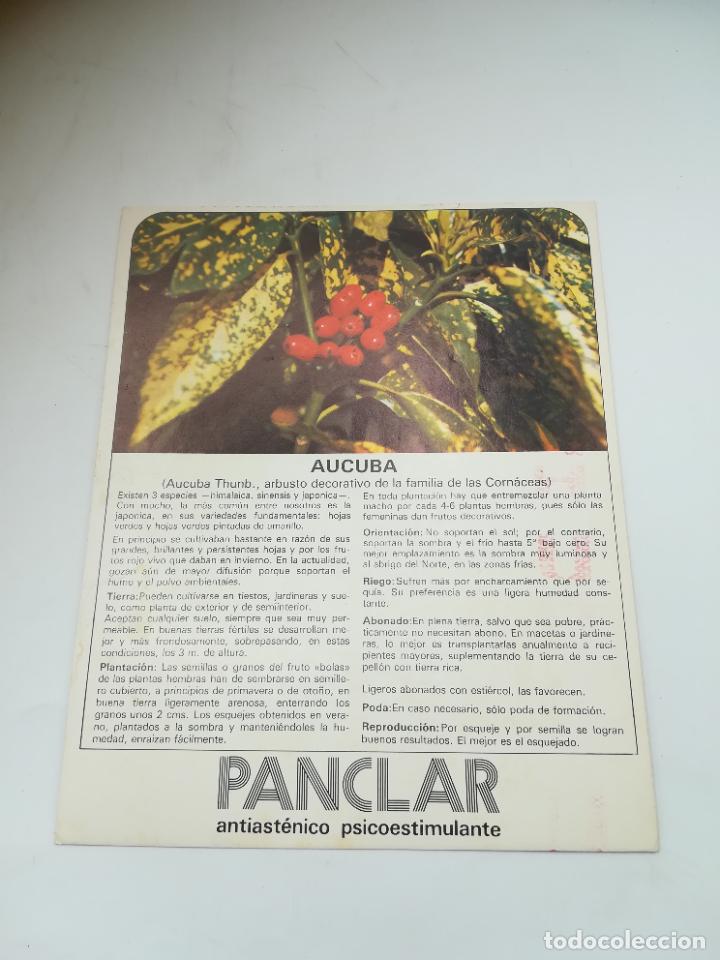 AUCUBA
(Aucuba Thunb., arbusto decorativo de la familia de las Cornáceas)
Existen 3 especies —himalaica, sinensis y japonica—.
Con mucho, la más común entre nosotros es la
japonica, en sus variedades fundamentales: hojas
verdes y hojas verdes pintadas de amarillo.
En principio se cultivaban bastante en razón de sus
grandes, brillantes y persistentes hojas y por los fru-
tos rojo vivo que daban en invierno. En la actualidad,
gozan aún de mayor difusión porque soportan el
humo y el polvo ambientales.
Tierra: Pueden cultivarse en tiestos, jardineras y sue-
lo, como planta de exterior y de semiinterior.
Aceptan cualquier suelo, siempre que sea muy per-
meable. En buenas tierras fértiles se desarrollan me-
jor y más frondosamente, sobrepasando, en estas
condiciones, los 3 m. de altura.
Plantación: Las semillas o granos del fruto «bolas»
de las plantas hembras han de sembrarse en semille-
ro cubierto, a principios de primavera o de otoño, en
buena tierra ligeramente arenosa, enterrando los
granos unos 2 cms. Los esquejes obtenidos en vera-
no, plantados a la sombra y manteniéndoles la hu-
medad, enraizan fácilmente.
En toda plantación hay que entremezclar una planta
macho por cada 4-6 plantas hembras, pues sólo las
femeninas dan frutos decorativos.
Orientación: No soportan el sol; por el contrario,
soportan la sombra y el frío hasta 5° bajo cero. Su
mejor emplazamiento es la sombra muy luminosa y
al abrigo del Norte, en las zonas frías.
Riego: Sufren más por encharcamiento que por se-
quía. Su preferencia es una ligera humedad cons-
tante.
Abonado: En plena tierra, salvo que sea pobre, prác-
ticamente no necesitan abono. En macetas o jardine-
ras, lo mejor es transplantarlas anualmente a reci-
pientes mayores, suplementando la tierra de su ce-
pellón con tierra rica.
Ligeros abonados con estiércol, las favorecen.
Poda: En caso necesario, sólo poda de formación.
Reproducción: Por esqueje y por semilla se logran
buenos resultados. El mejor es el esquejado.
PANCLAR
antiasténico psicoestimulante
todocoleccion